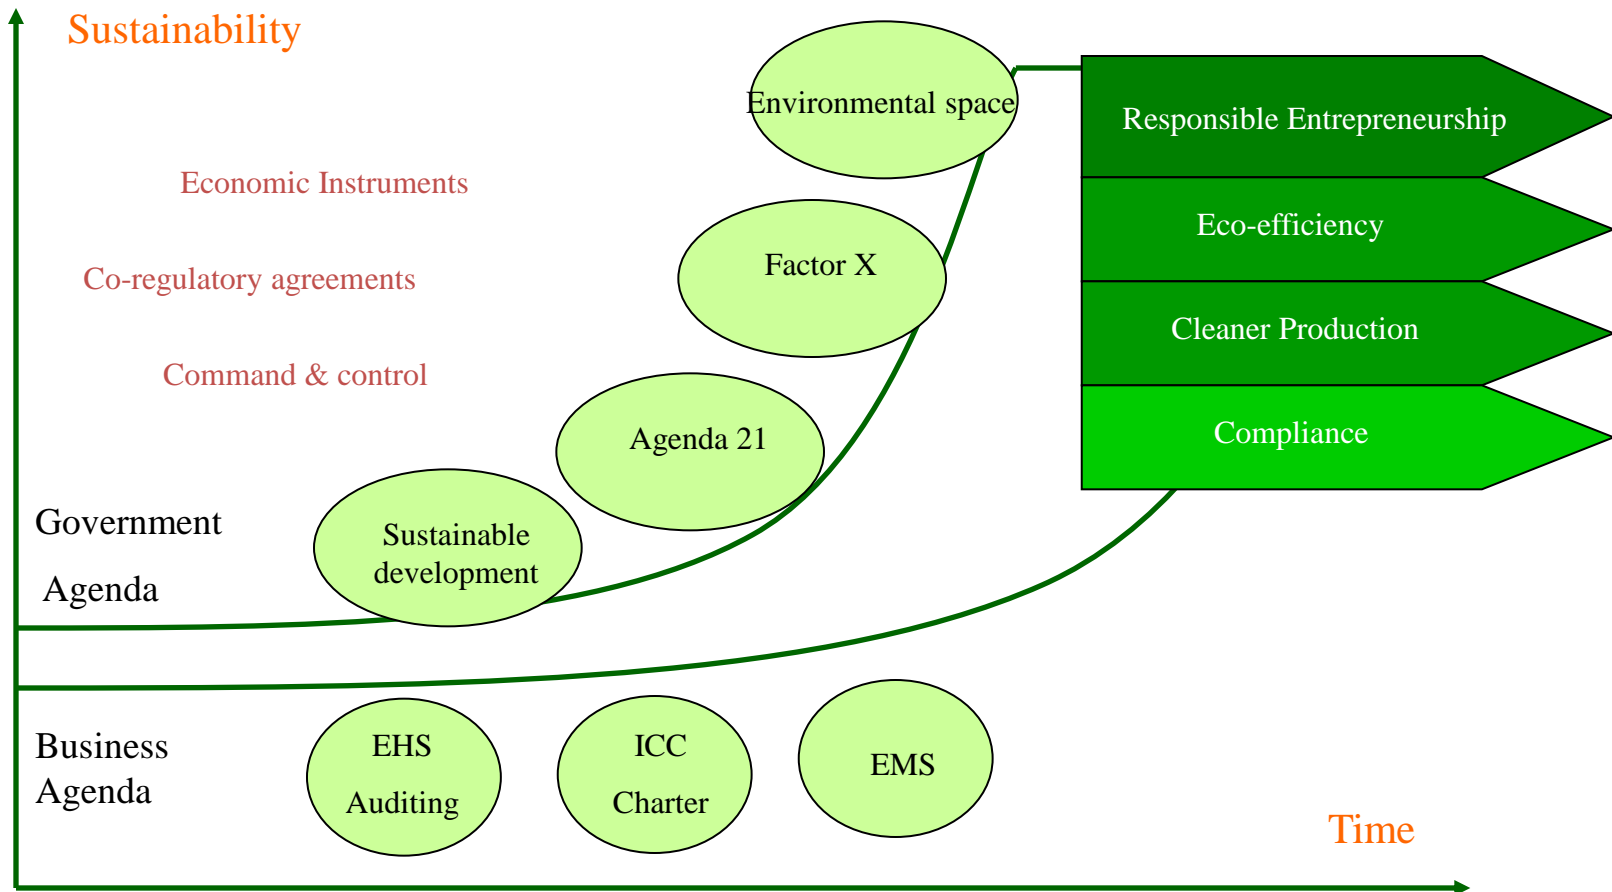 Sustainability
Environmental space
Responsible Entrepreneurship
Economic Instruments
Eco-efficiency
Factor X
Co-regulatory agreements
Cleaner Production
Command & control
Agenda 21
Compliance
Government
Agenda
Sustainable
development
Business
Agenda
EHS
Auditing
ICC
Charter
EMS
Time